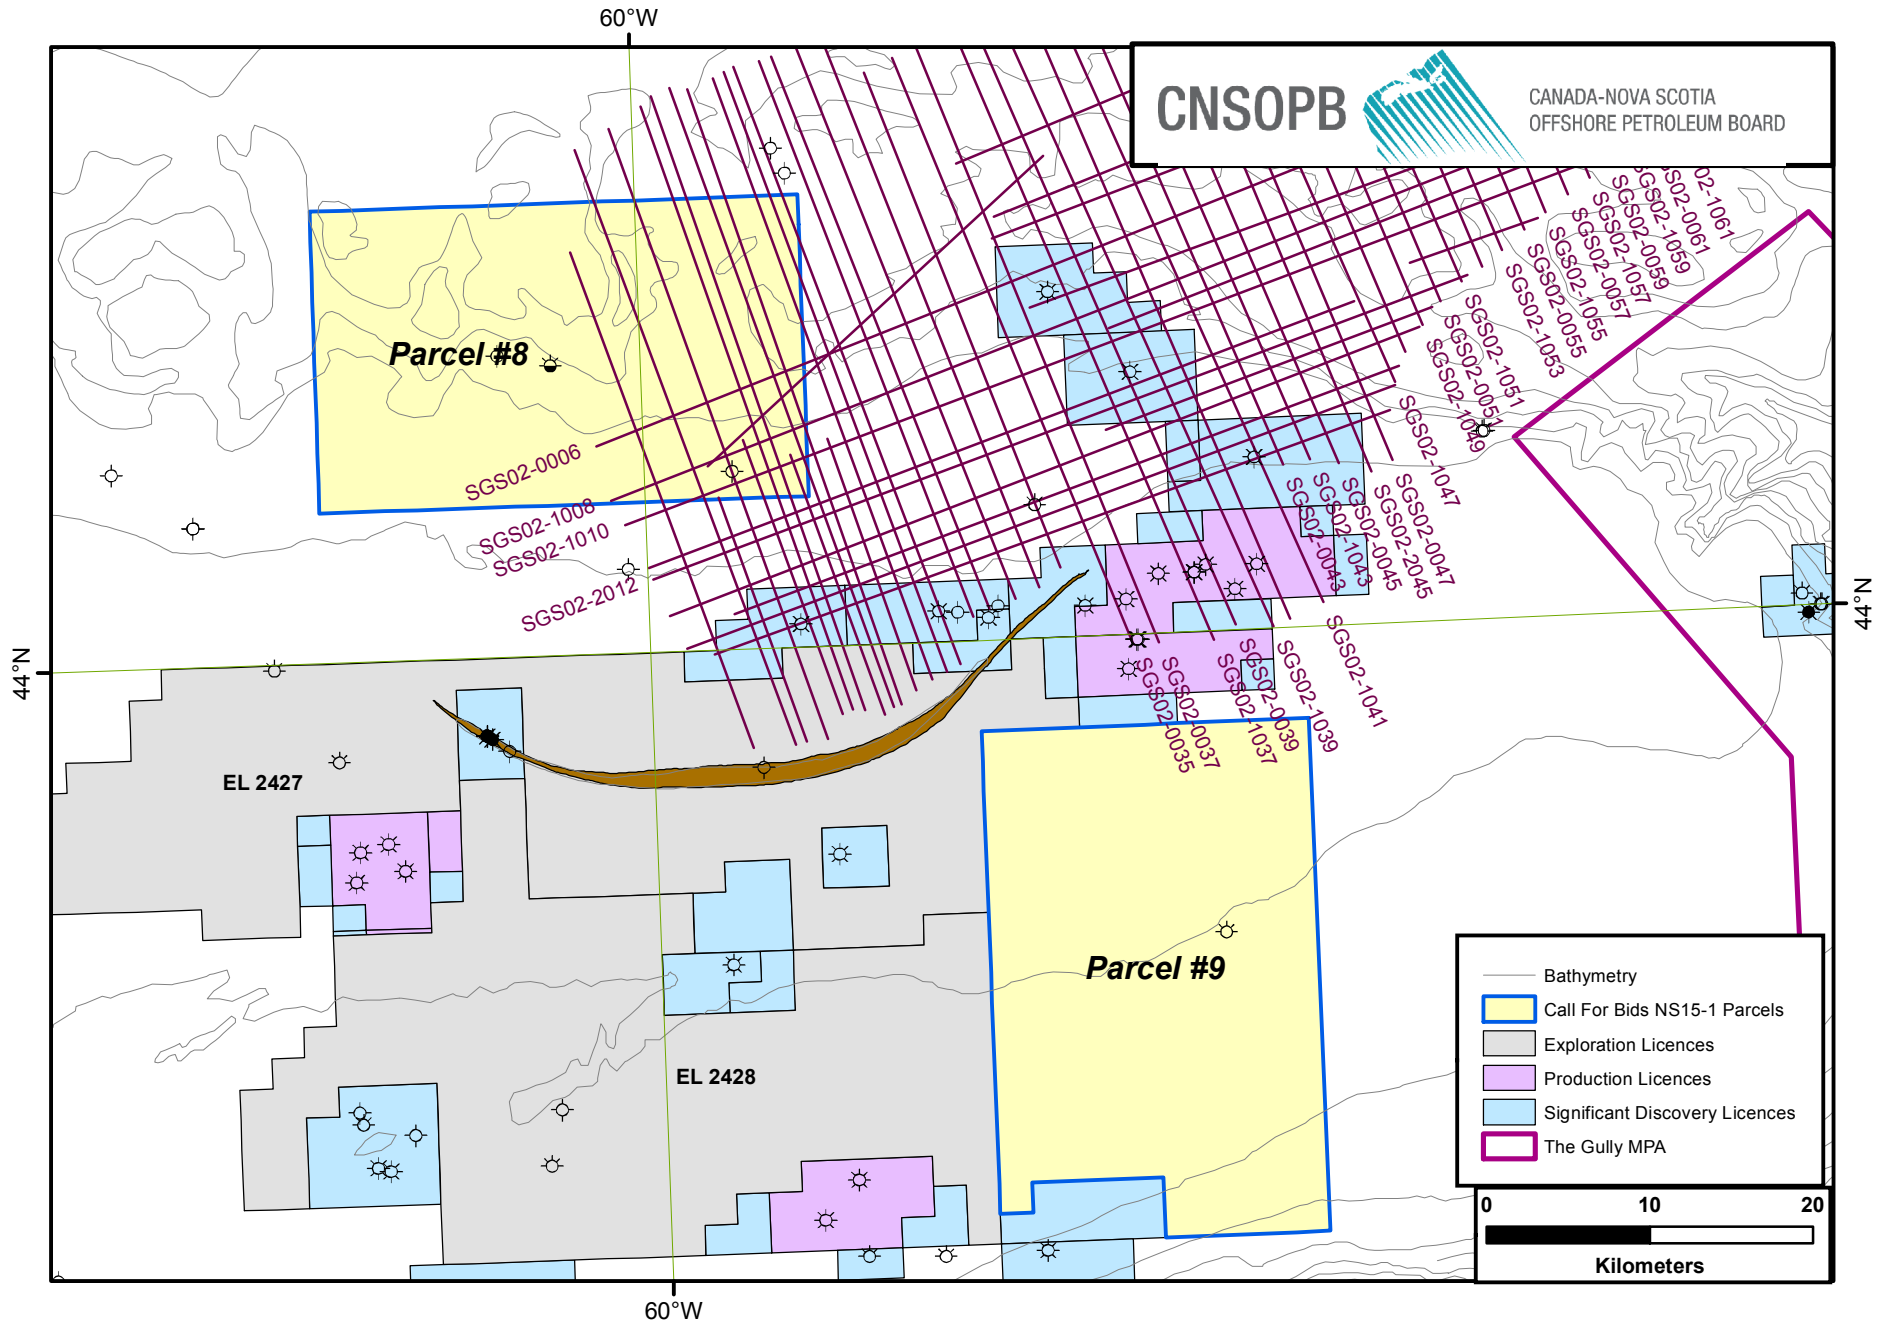 60°W
CNSOPB
CANADA-NOVA SCOTIA
OFFSHORE PETROLEUM BOARD
02-1061
SGS02-0061
SGS02-1059
SGS02-0059
SGS02-1057
SGS02-0057
SGS02-1055
SGS02-0055
SGS02-1053
SGS02-1051
SGS02-0051
SGS02-1049
SGS02-1047
SGS02-0047
SGS02-2045
SGS02-0045
SGS02-1043
SGS02-0043
SGS02-1041
SGS02-1039
SGS02-0039
SGS02-1037
SGS02-0037
SGS02-0035
Parcel #8
SGS02-0006
SGS02-1008
SGS02-1010
SGS02-2012
44°N
44°N
EL 2427
Parcel #9
EL 2428
Bathymetry
Call For Bids NS15-1 Parcels
Exploration Licences
Production Licences
Significant Discovery Licences
The Gully MPA
0 10 20
Kilometers
60°W